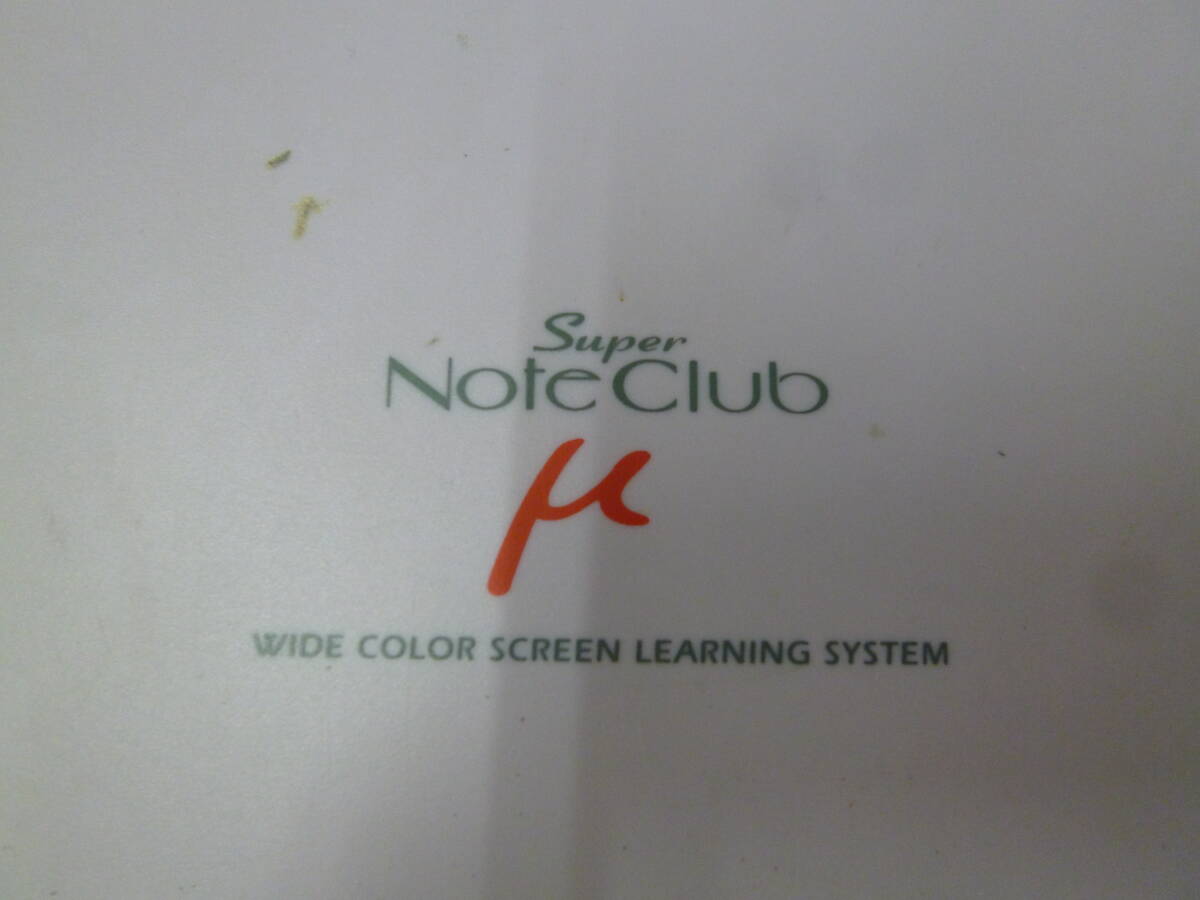 Super
NoteClub
μ
WIDE COLOR SCREEN LEARNING SYSTEM